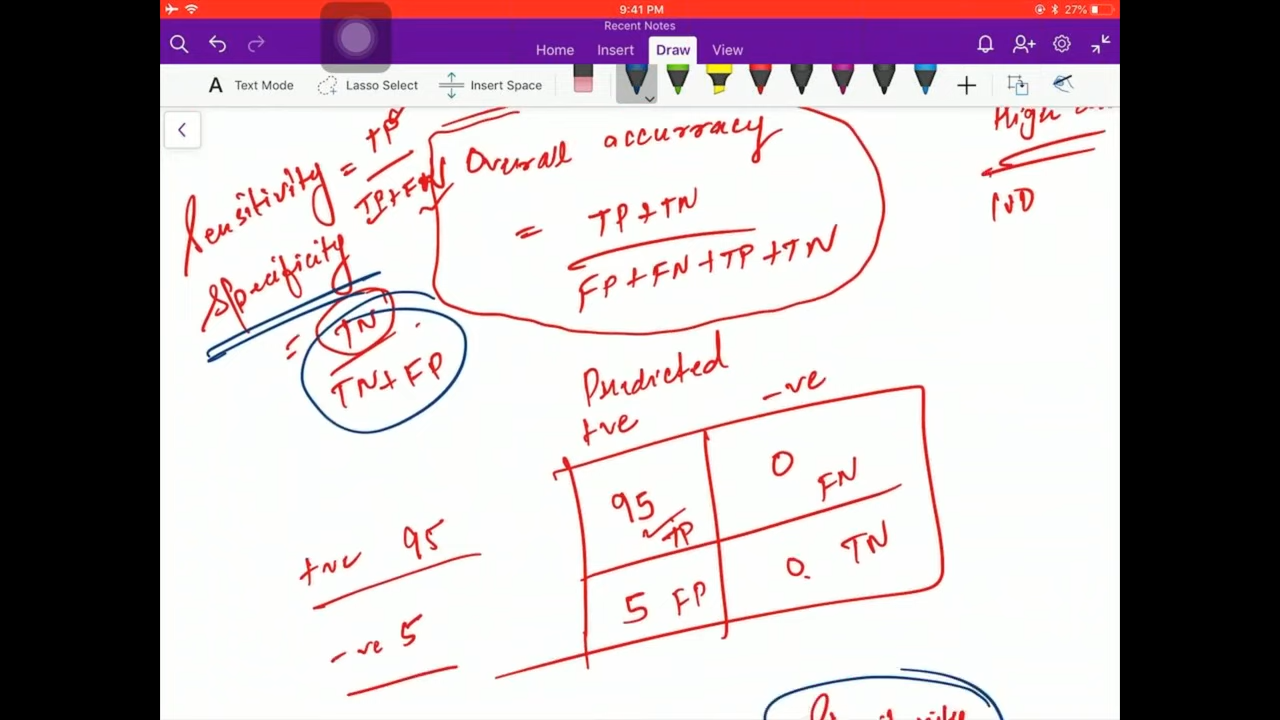 9:41 PM
27%
Recent Notes
Home Insert Draw View
A Text Mode Lasso Select Insert Space
Sensitivity = TP
TP+FN
Specificity
= TN
TN+FP
Overall accurracy
= TP+TN
FP+FN+TP+TN
High
Predicted
+ve -ve
+ve 95
95 TP
0 FN
-ve 5
5 FP
0. TN